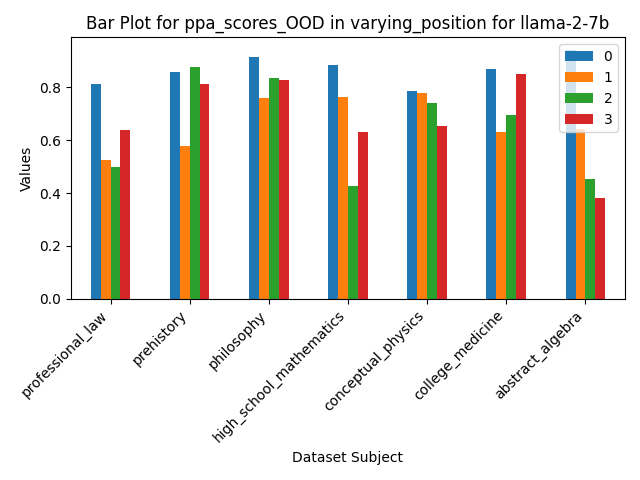 Bar Plot for ppa_scores_OOD in varying_position for llama-2-7b
0
1
2
3
Values
0.8
0.6
0.4
0.2
0.0
professional_law
prehistory
philosophy
high_school_mathematics
conceptual_physics
college_medicine
abstract_algebra
Dataset Subject